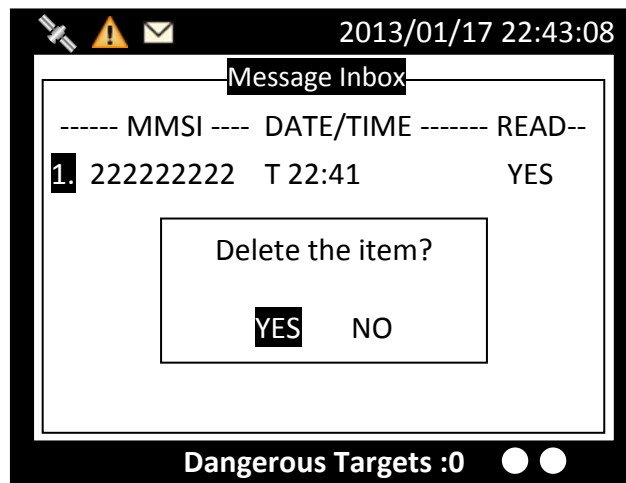 2013/01/17 22:43:08
Message Inbox
------ MMSI ---- DATE/TIME ------- READ--
1. 222222222 T 22:41 YES
Delete the item?
YES NO
Dangerous Targets :0